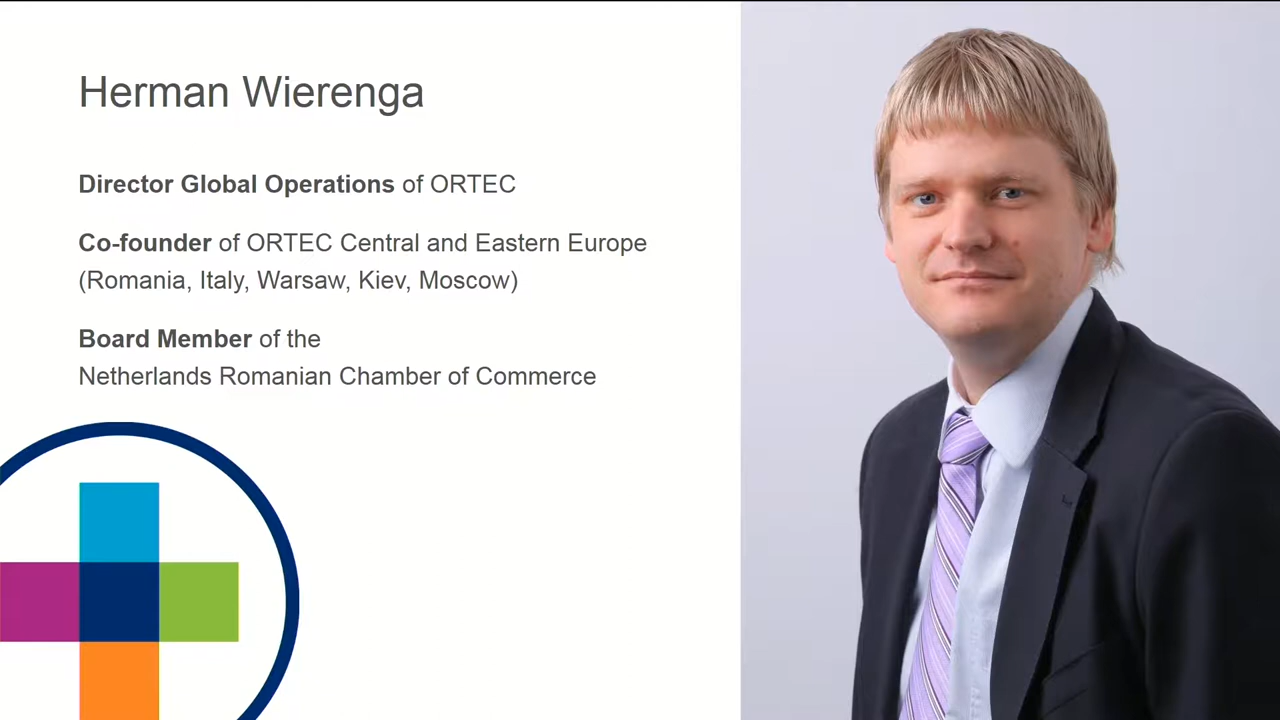 Herman Wierenga
Director Global Operations of ORTEC
Co-founder of ORTEC Central and Eastern Europe
(Romania, Italy, Warsaw, Kiev, Moscow)
Board Member of the
Netherlands Romanian Chamber of Commerce